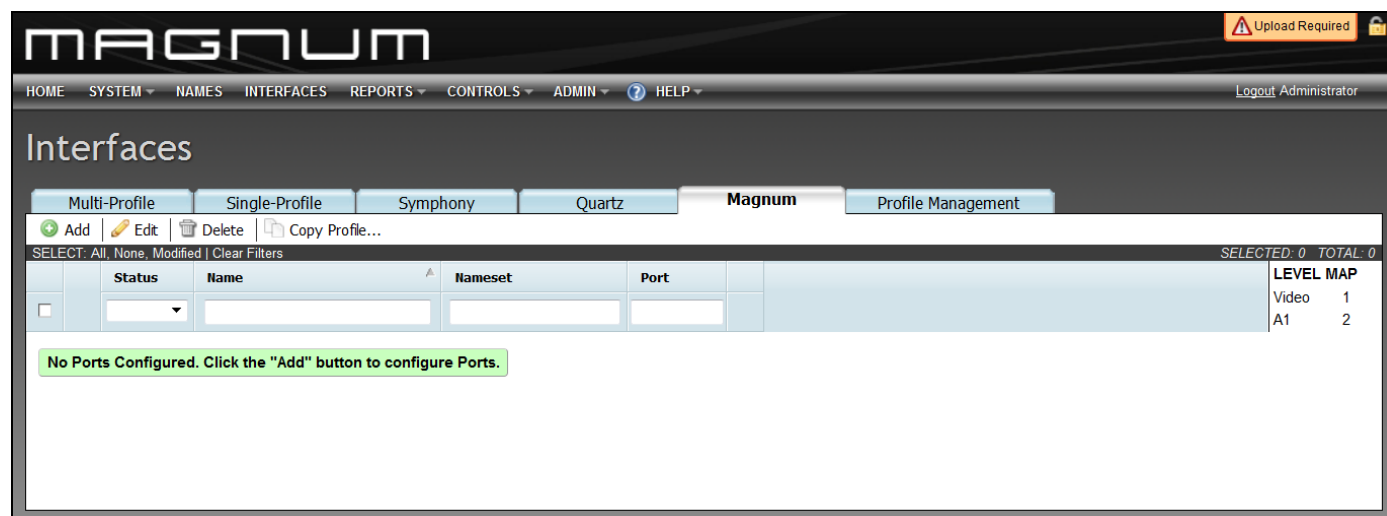 MAGNUM
Upload Required
HOME SYSTEM NAMES INTERFACES REPORTS CONTROLS ADMIN ? HELP
Logout Administrator
Interfaces
Multi-Profile Single-Profile Symphony Quartz Magnum Profile Management
Add Edit Delete Copy Profile...
SELECT: All, None, Modified | Clear Filters
SELECTED: 0 TOTAL: 0
Status Name Nameset Port
LEVEL MAP
Video 1
A1 2
No Ports Configured. Click the "Add" button to configure Ports.